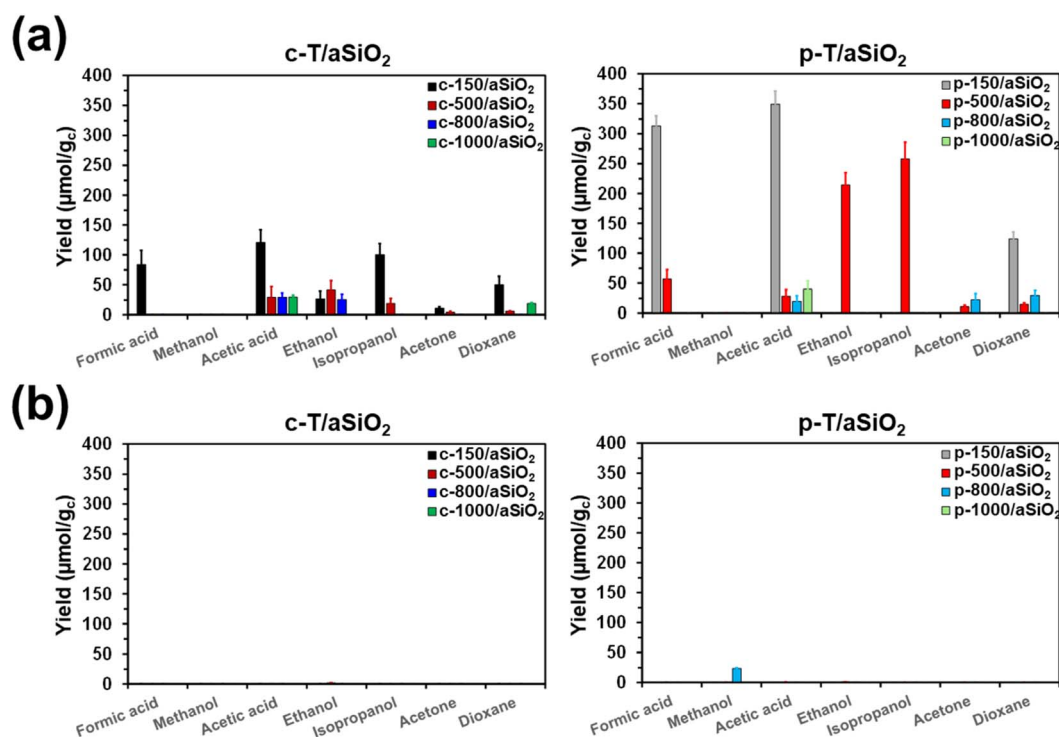 (a)
c-T/aSiO₂
Yield (μmol/g꜀)
400
350
300
250
200
150
100
50
0
c-150/aSiO₂
c-500/aSiO₂
c-800/aSiO₂
c-1000/aSiO₂
Formic acid
Methanol
Acetic acid
Ethanol
Isopropanol
Acetone
Dioxane
p-T/aSiO₂
Yield (μmol/g꜀)
400
350
300
250
200
150
100
50
0
p-150/aSiO₂
p-500/aSiO₂
p-800/aSiO₂
p-1000/aSiO₂
Formic acid
Methanol
Acetic acid
Ethanol
Isopropanol
Acetone
Dioxane
(b)
c-T/aSiO₂
Yield (μmol/g꜀)
400
350
300
250
200
150
100
50
0
c-150/aSiO₂
c-500/aSiO₂
c-800/aSiO₂
c-1000/aSiO₂
Formic acid
Methanol
Acetic acid
Ethanol
Isopropanol
Acetone
Dioxane
p-T/aSiO₂
Yield (μmol/g꜀)
400
350
300
250
200
150
100
50
0
p-150/aSiO₂
p-500/aSiO₂
p-800/aSiO₂
p-1000/aSiO₂
Formic acid
Methanol
Acetic acid
Ethanol
Isopropanol
Acetone
Dioxane